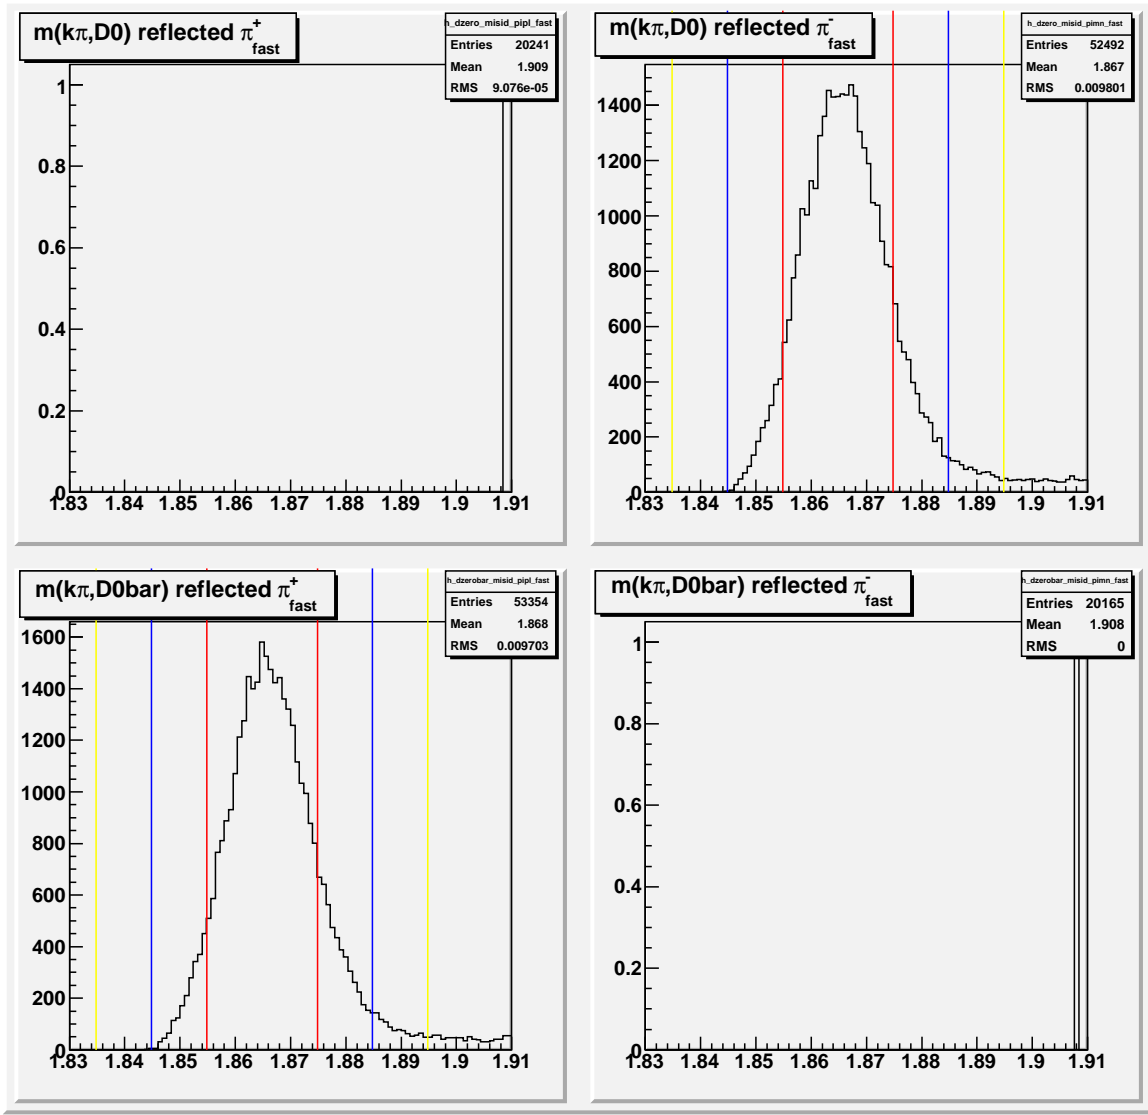 m(kπ,D0) reflected π+fast
h_dzero_misid_pipl_fast
Entries 20241
Mean 1.909
RMS 9.076e-05
1
0.8
0.6
0.4
0.2
0
1.83 1.84 1.85 1.86 1.87 1.88 1.89 1.9 1.91
m(kπ,D0) reflected π-fast
h_dzero_misid_pimn_fast
Entries 52492
Mean 1.867
RMS 0.009801
1400
1200
1000
800
600
400
200
0
1.83 1.84 1.85 1.86 1.87 1.88 1.89 1.9 1.91
m(kπ,D0bar) reflected π+fast
h_dzerobar_misid_pipl_fast
Entries 53354
Mean 1.868
RMS 0.009703
1600
1400
1200
1000
800
600
400
200
0
1.83 1.84 1.85 1.86 1.87 1.88 1.89 1.9 1.91
m(kπ,D0bar) reflected π-fast
h_dzerobar_misid_pimn_fast
Entries 20165
Mean 1.908
RMS 0
1
0.8
0.6
0.4
0.2
0
1.83 1.84 1.85 1.86 1.87 1.88 1.89 1.9 1.91